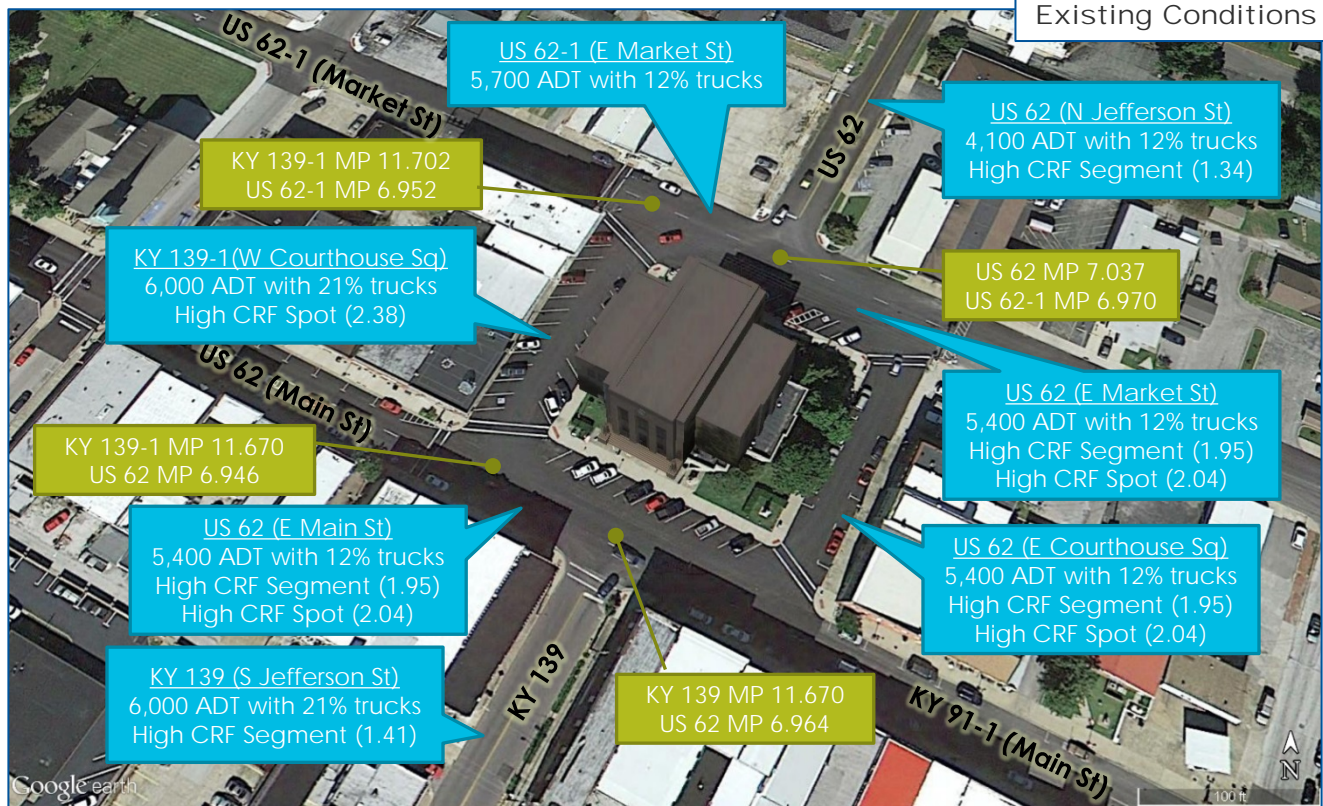 Existing Conditions
US 62-1 (Market St)
US 62-1 (E Market St)
5,700 ADT with 12% trucks
US 62
US 62 (N Jefferson St)
4,100 ADT with 12% trucks
High CRF Segment (1.34)
KY 139-1 MP 11.702
US 62-1 MP 6.952
KY 139-1(W Courthouse Sq)
6,000 ADT with 21% trucks
High CRF Spot (2.38)
US 62 MP 7.037
US 62-1 MP 6.970
US 62 (Main St)
US 62 (E Market St)
5,400 ADT with 12% trucks
High CRF Segment (1.95)
High CRF Spot (2.04)
KY 139-1 MP 11.670
US 62 MP 6.946
US 62 (E Main St)
5,400 ADT with 12% trucks
High CRF Segment (1.95)
High CRF Spot (2.04)
US 62 (E Courthouse Sq)
5,400 ADT with 12% trucks
High CRF Segment (1.95)
High CRF Spot (2.04)
KY 139 (S Jefferson St)
6,000 ADT with 21% trucks
High CRF Segment (1.41)
KY 139
KY 139 MP 11.670
US 62 MP 6.964
KY 91-1 (Main St)
N
Google earth
100 ft